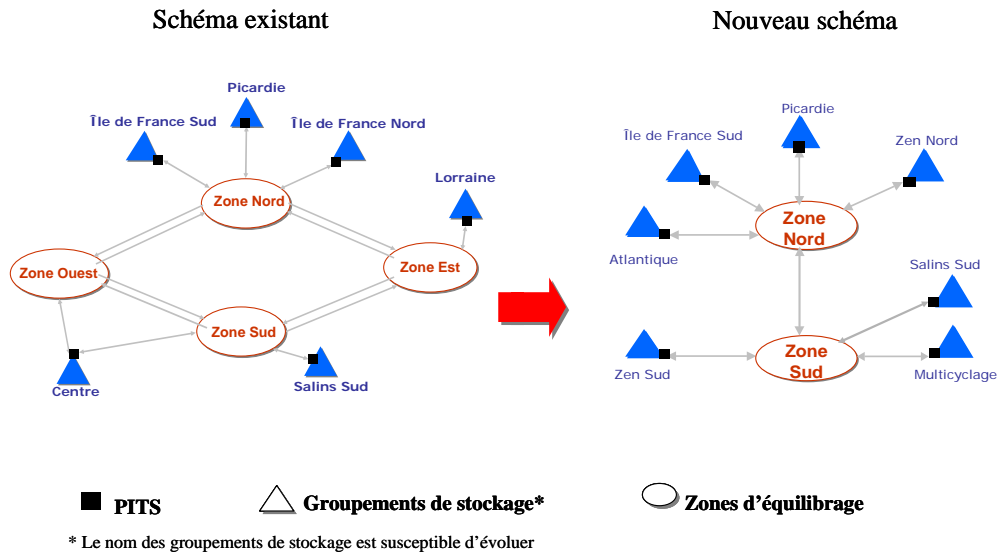 Schéma existant
Nouveau schéma
Picardie
Île de France Sud
Île de France Nord
Lorraine
Zone Nord
Zone Ouest
Zone Est
Zone Sud
Centre
Salins Sud
Picardie
Île de France Sud
Zen Nord
Zone
Nord
Atlantique
Salins Sud
Zone
Sud
Zen Sud
Multicyclage
PITS
Groupements de stockage*
Zones d'équilibrage
* Le nom des groupements de stockage est susceptible d'évoluer